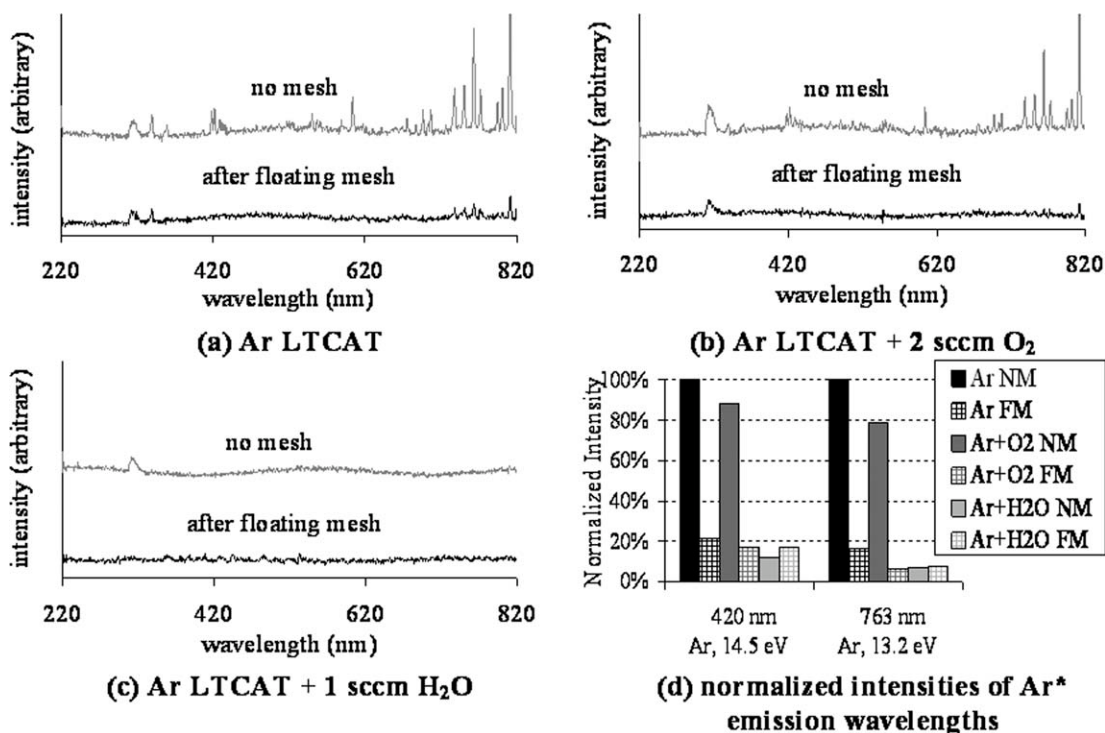 intensity (arbitrary)
no mesh
after floating mesh
220 420 620 820
wavelength (nm)
(a) Ar LTCAT
intensity (arbitrary)
no mesh
after floating mesh
220 420 620 820
wavelength (nm)
(b) Ar LTCAT + 2 sccm O₂
intensity (arbitrary)
no mesh
after floating mesh
220 420 620 820
wavelength (nm)
(c) Ar LTCAT + 1 sccm H₂O
Normalized Intensity
100%
80%
60%
40%
20%
0%
Ar NM
Ar FM
Ar+O2 NM
Ar+O2 FM
Ar+H2O NM
Ar+H2O FM
420 nm 763 nm
Ar, 14.5 eV Ar, 13.2 eV
(d) normalized intensities of Ar*
emission wavelengths